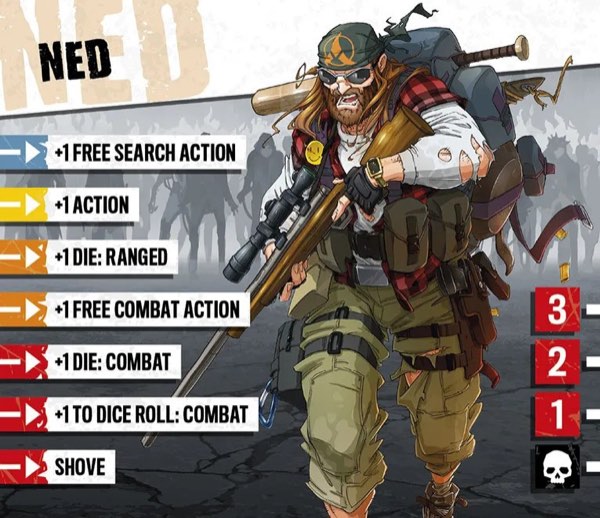 NED
NED
+1 FREE SEARCH ACTION
+1 ACTION
+1 DIE: RANGED
+1 FREE COMBAT ACTION
+1 DIE: COMBAT
+1 TO DICE ROLL: COMBAT
SHOVE
3
2
1